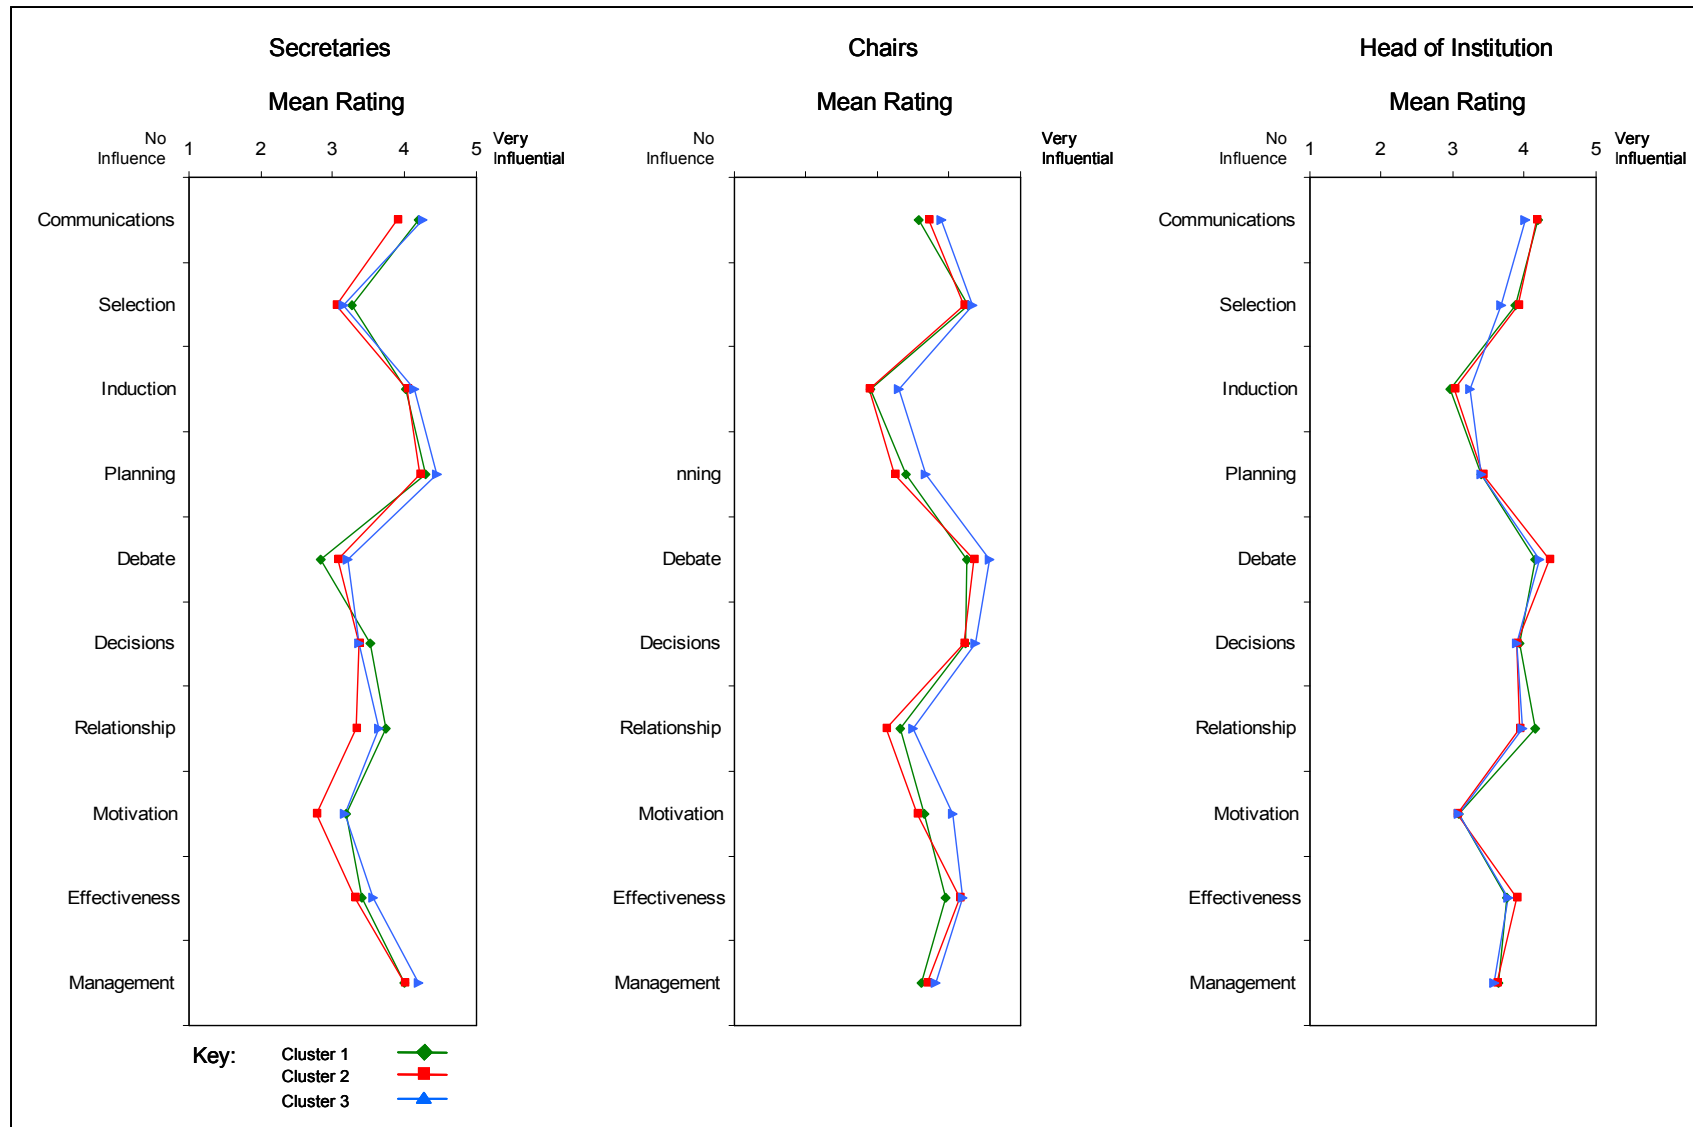 Secretaries
Mean Rating
No
Influence
1 2 3 4 5
Very
Influential
Communications
Selection
Induction
Planning
Debate
Decisions
Relationship
Motivation
Effectiveness
Management
Chairs
Mean Rating
No
Influence
Very
Influential
nning
Debate
Decisions
Relationship
Motivation
Effectiveness
Management
Head of Institution
Mean Rating
No
Influence
1 2 3 4 5
Very
Influential
Communications
Selection
Induction
Planning
Debate
Decisions
Relationship
Motivation
Effectiveness
Management
Key:
Cluster 1
Cluster 2
Cluster 3